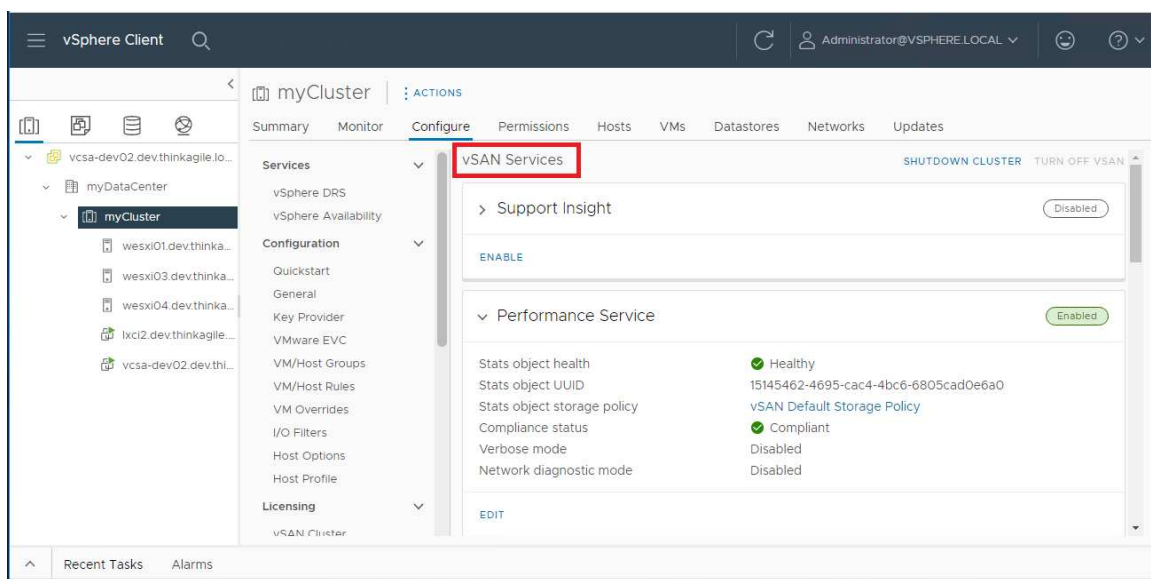 vSphere Client
Administrator@VSPHERE.LOCAL
myCluster
ACTIONS
Summary Monitor Configure Permissions Hosts VMs Datastores Networks Updates
vcsa-dev02.dev.thinkagile.lo...
myDataCenter
myCluster
wesxi01.dev.thinka...
wesxi03.dev.thinka...
wesxi04.dev.thinka...
lxci2.dev.thinkagile....
vcsa-dev02.dev.thi...
Services
vSphere DRS
vSphere Availability
Configuration
Quickstart
General
Key Provider
VMware EVC
VM/Host Groups
VM/Host Rules
VM Overrides
I/O Filters
Host Options
Host Profile
Licensing
vSAN Cluster
vSAN Services
SHUTDOWN CLUSTER TURN OFF VSAN
Support Insight Disabled
ENABLE
Performance Service Enabled
Stats object health Healthy
Stats object UUID 15145462-4695-cac4-4bc6-6805cad0e6a0
Stats object storage policy vSAN Default Storage Policy
Compliance status Compliant
Verbose mode Disabled
Network diagnostic mode Disabled
EDIT
Recent Tasks Alarms